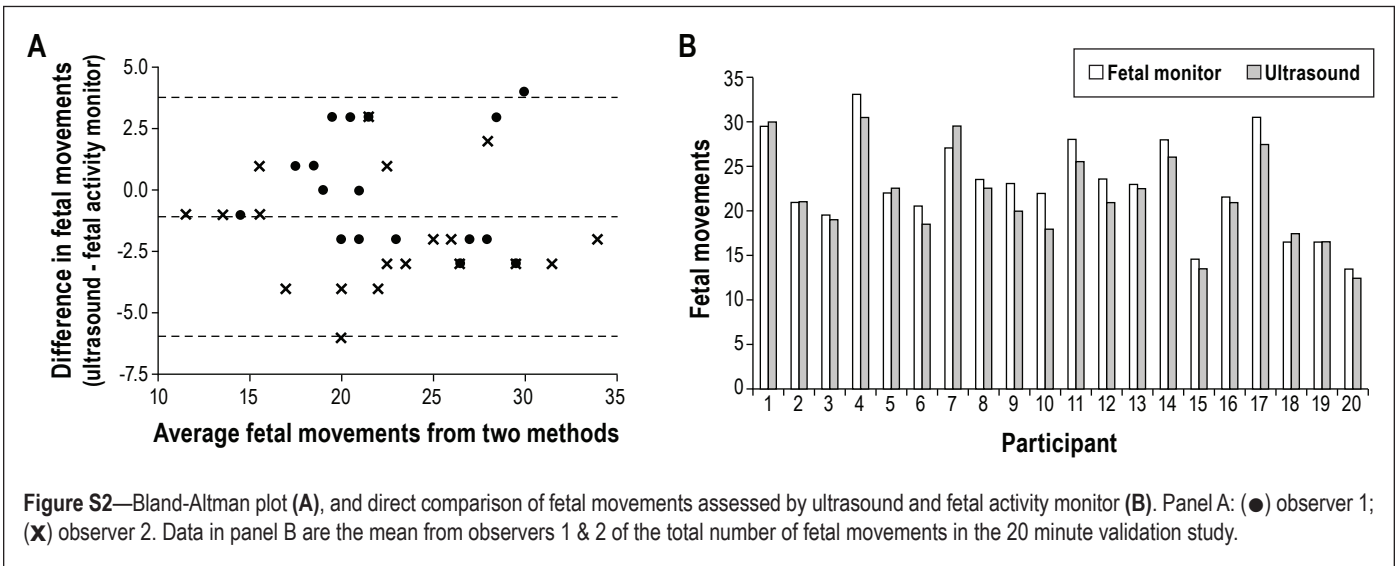 A
Difference in fetal movements
(ultrasound - fetal activity monitor)
5.0
2.5
0.0
-2.5
-5.0
-7.5
10 15 20 25 30 35
Average fetal movements from two methods
B
Fetal monitor Ultrasound
Fetal movements
35
30
25
20
15
10
5
0
1 2 3 4 5 6 7 8 9 10 11 12 13 14 15 16 17 18 19 20
Participant
Figure S2—Bland-Altman plot (A), and direct comparison of fetal movements assessed by ultrasound and fetal activity monitor (B). Panel A: (●) observer 1;
(x) observer 2. Data in panel B are the mean from observers 1 & 2 of the total number of fetal movements in the 20 minute validation study.